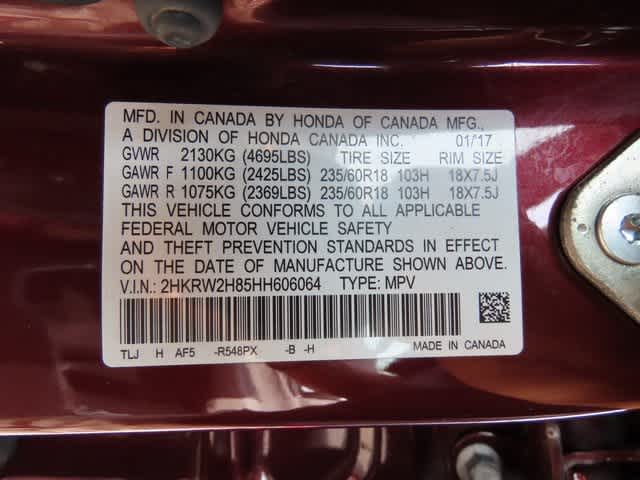 MFD. IN CANADA BY HONDA OF CANADA MFG.,
A DIVISION OF HONDA CANADA INC. 01/17
GVWR 2130KG (4695LBS) TIRE SIZE RIM SIZE
GAWR F 1100KG (2425LBS) 235/60R18 103H 18X7.5J
GAWR R 1075KG (2369LBS) 235/60R18 103H 18X7.5J
THIS VEHICLE CONFORMS TO ALL APPLICABLE
FEDERAL MOTOR VEHICLE SAFETY
AND THEFT PREVENTION STANDARDS IN EFFECT
ON THE DATE OF MANUFACTURE SHOWN ABOVE.
V.I.N.: 2HKRW2H85HH606064 TYPE: MPV
TLJ H AF5 -R548PX -B -H MADE IN CANADA